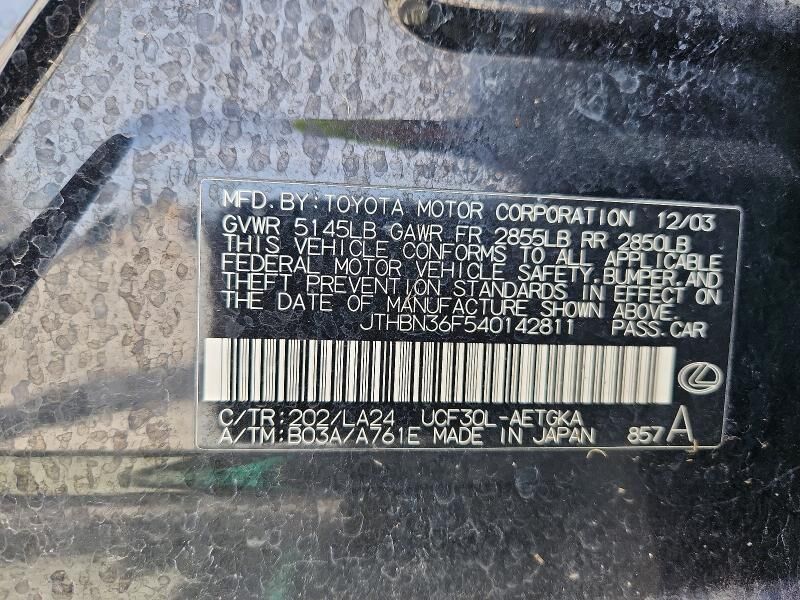 MFD. BY: TOYOTA MOTOR CORPORATION 12/03
GVWR 5145LB GAWR FR 2855LB RR 2850LB
THIS VEHICLE CONFORMS TO ALL APPLICABLE
FEDERAL MOTOR VEHICLE SAFETY, BUMPER, AND
THEFT PREVENTION STANDARDS IN EFFECT ON
THE DATE OF MANUFACTURE SHOWN ABOVE.
JTHBN36F540142811 PASS.CAR
C/TR: 202/LA24 UCF30L-AETGKA
A/TM: B03A/A761E MADE IN JAPAN 857 A